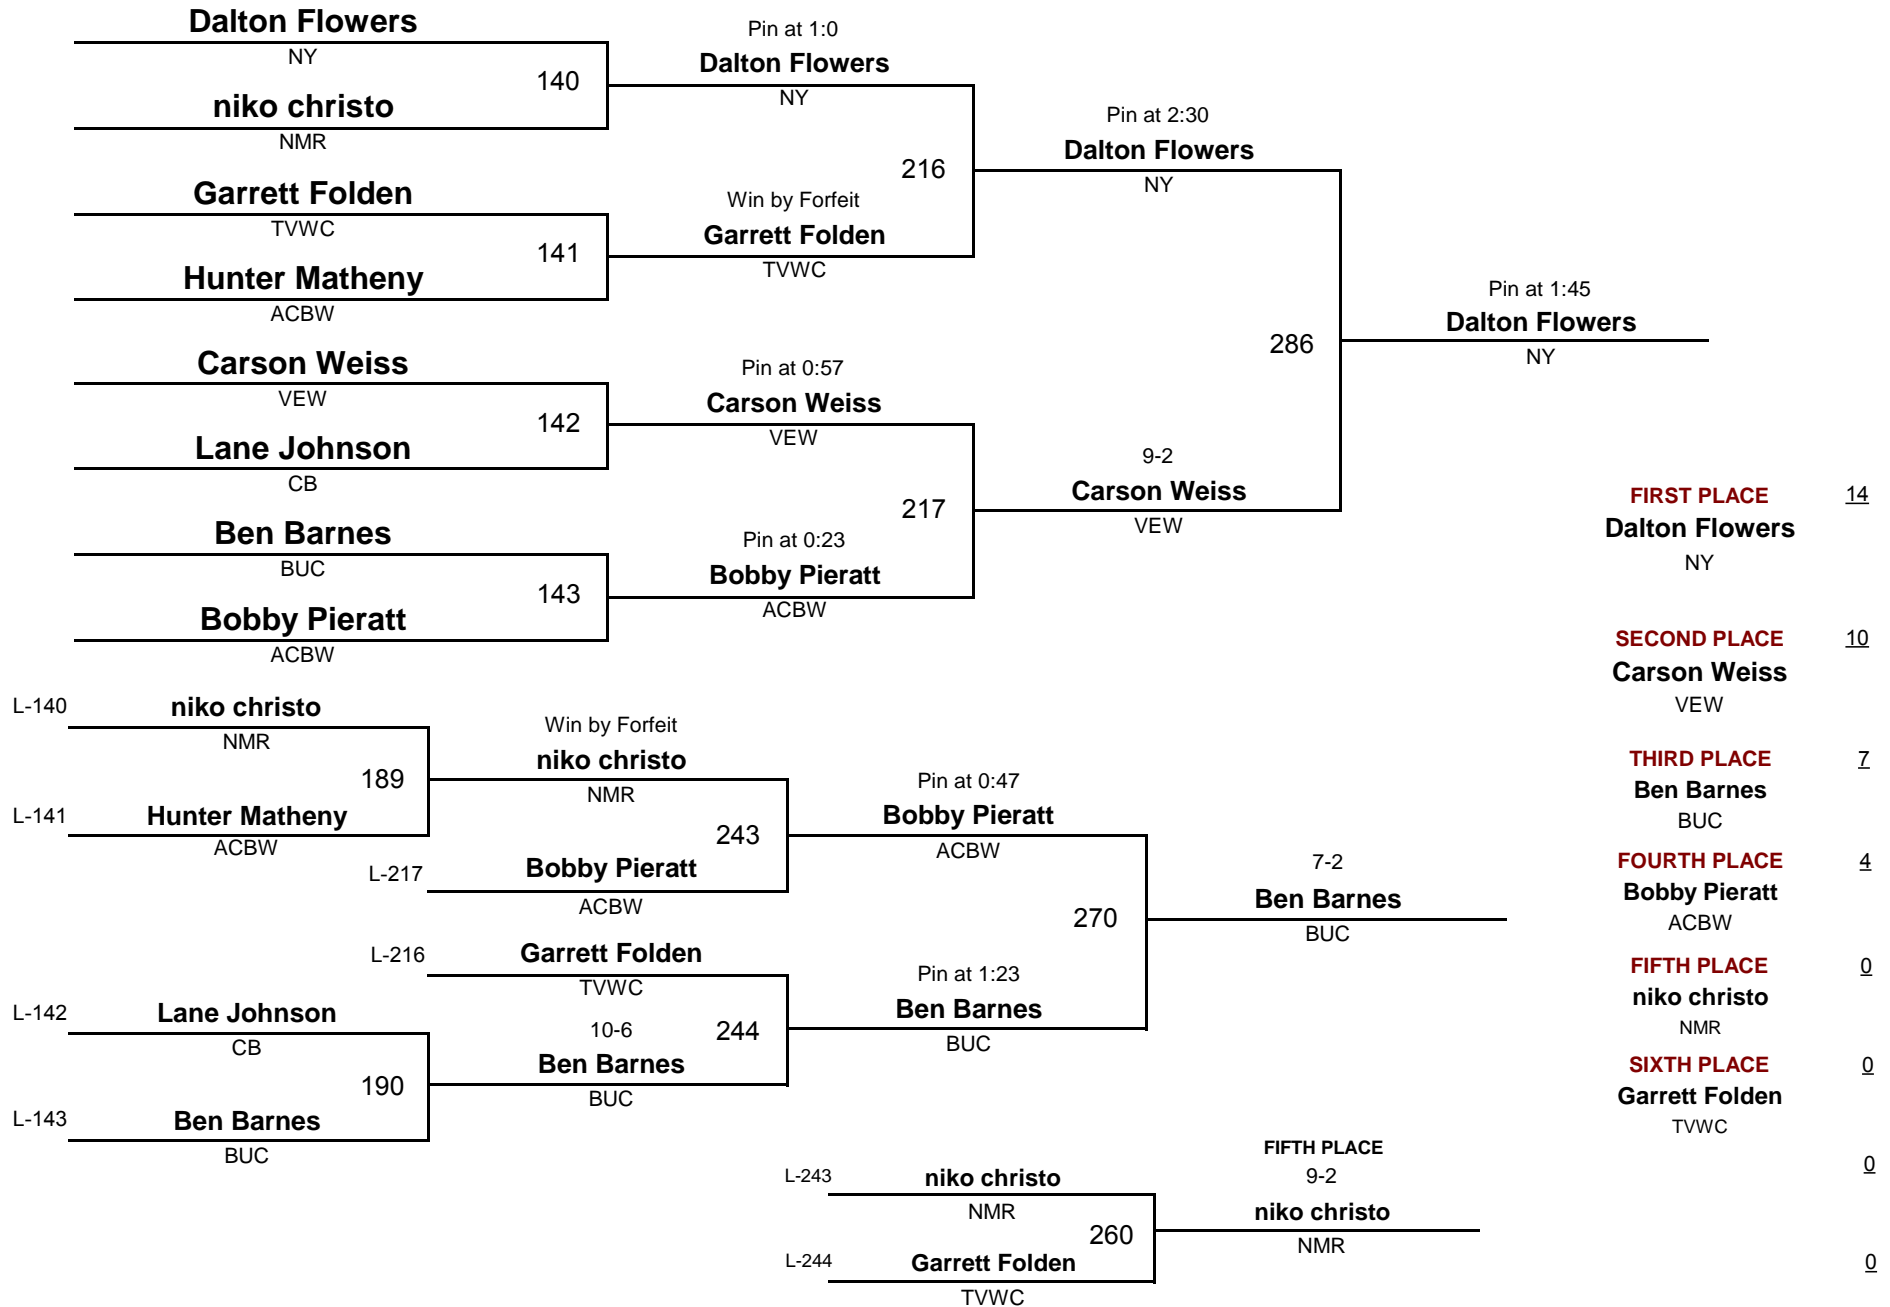 Dalton Flowers
NY
140
niko christo
NMR
Garrett Folden
TVWC
141
Hunter Matheny
ACBW
Carson Weiss
VEW
142
Lane Johnson
CB
Ben Barnes
BUC
143
Bobby Pieratt
ACBW
Pin at 1:0
Dalton Flowers
NY
216
Win by Forfeit
Garrett Folden
TVWC
Pin at 0:57
Carson Weiss
VEW
217
Pin at 0:23
Bobby Pieratt
ACBW
Pin at 2:30
Dalton Flowers
NY
286
9-2
Carson Weiss
VEW
Pin at 1:45
Dalton Flowers
NY
L-140 niko christo
NMR
189
L-141 Hunter Matheny
ACBW
Win by Forfeit
niko christo
NMR
243
L-217 Bobby Pieratt
ACBW
L-216 Garrett Folden
TVWC
244
L-142 Lane Johnson
CB
190
L-143 Ben Barnes
BUC
10-6
Ben Barnes
BUC
Pin at 0:47
Bobby Pieratt
ACBW
270
Pin at 1:23
Ben Barnes
BUC
7-2
Ben Barnes
BUC
L-243 niko christo
NMR
260
L-244 Garrett Folden
TVWC
FIFTH PLACE
9-2
niko christo
NMR
FIRST PLACE 14
Dalton Flowers
NY
SECOND PLACE 10
Carson Weiss
VEW
THIRD PLACE 7
Ben Barnes
BUC
FOURTH PLACE 4
Bobby Pieratt
ACBW
FIFTH PLACE 0
niko christo
NMR
SIXTH PLACE 0
Garrett Folden
TVWC
0
0